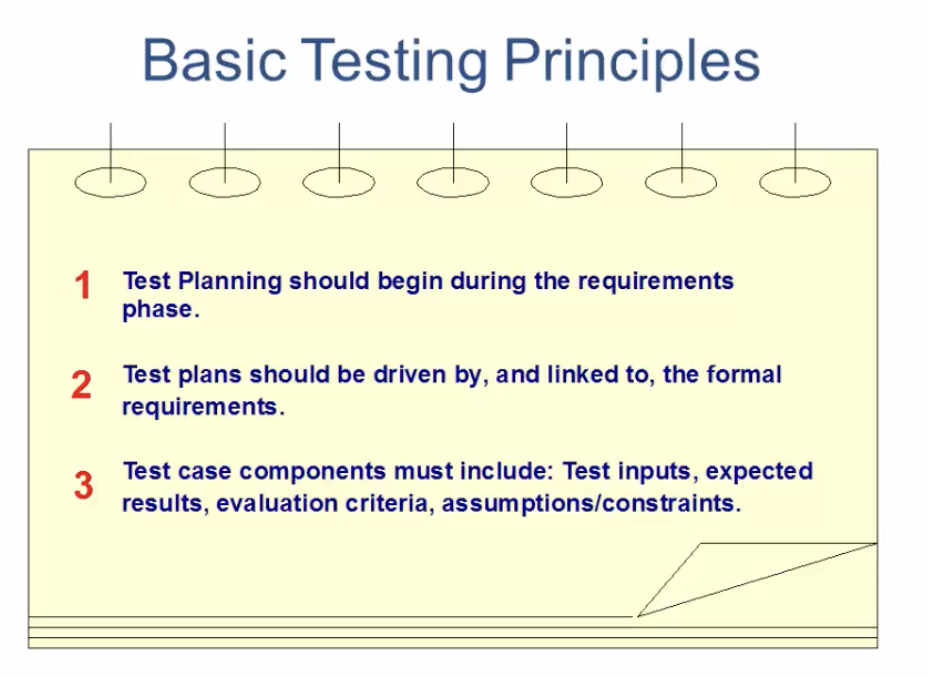 Basic Testing Principles
1 Test Planning should begin during the requirements
phase.
2 Test plans should be driven by, and linked to, the formal
requirements.
3 Test case components must include: Test inputs, expected
results, evaluation criteria, assumptions/constraints.